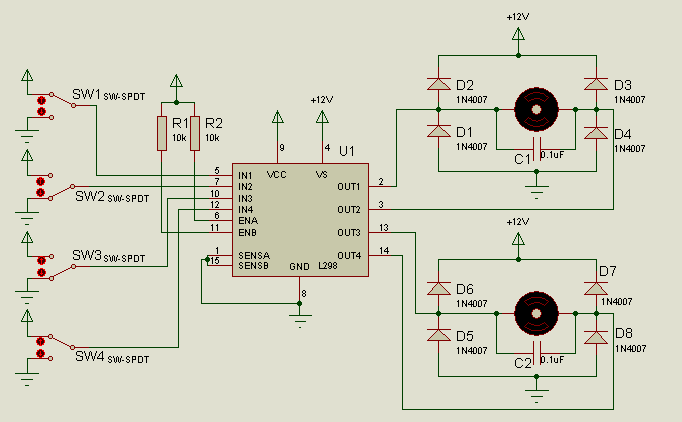 +12V
SW1 SW-SPDT
D2
1N4007
D3
1N4007
+12V
R1
10k
R2
10k
D1
1N4007
D4
1N4007
C1
0.1uF
9
4
U1
VCC
VS
SW2 SW-SPDT
5
IN1
7
IN2
10
IN3
12
IN4
6
ENA
11
ENB
1
SENSA
15
SENSB
OUT1
2
OUT2
3
OUT3
13
OUT4
14
GND
L298
8
+12V
SW3 SW-SPDT
D6
1N4007
D7
1N4007
D5
1N4007
D8
1N4007
C2
0.1uF
SW4 SW-SPDT